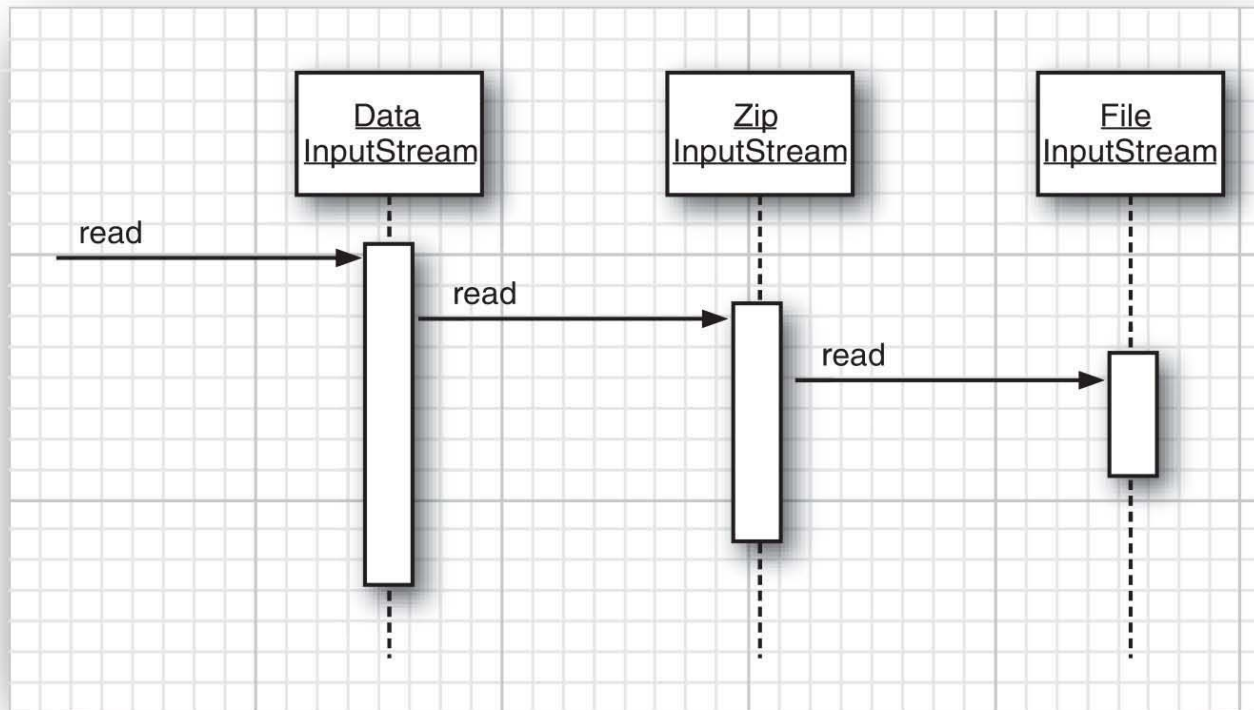 Data
InputStream
Zip
InputStream
File
InputStream
read
read
read